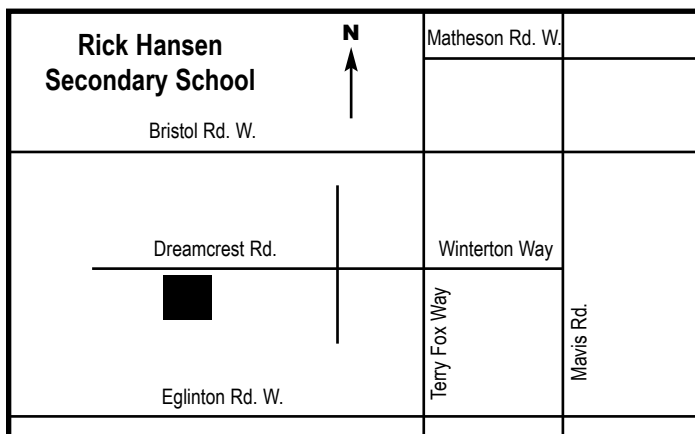 Rick Hansen
Secondary School
N
Matheson Rd. W.
Bristol Rd. W.
Dreamcrest Rd.
Winterton Way
Terry Fox Way
Mavis Rd.
Eglinton Rd. W.